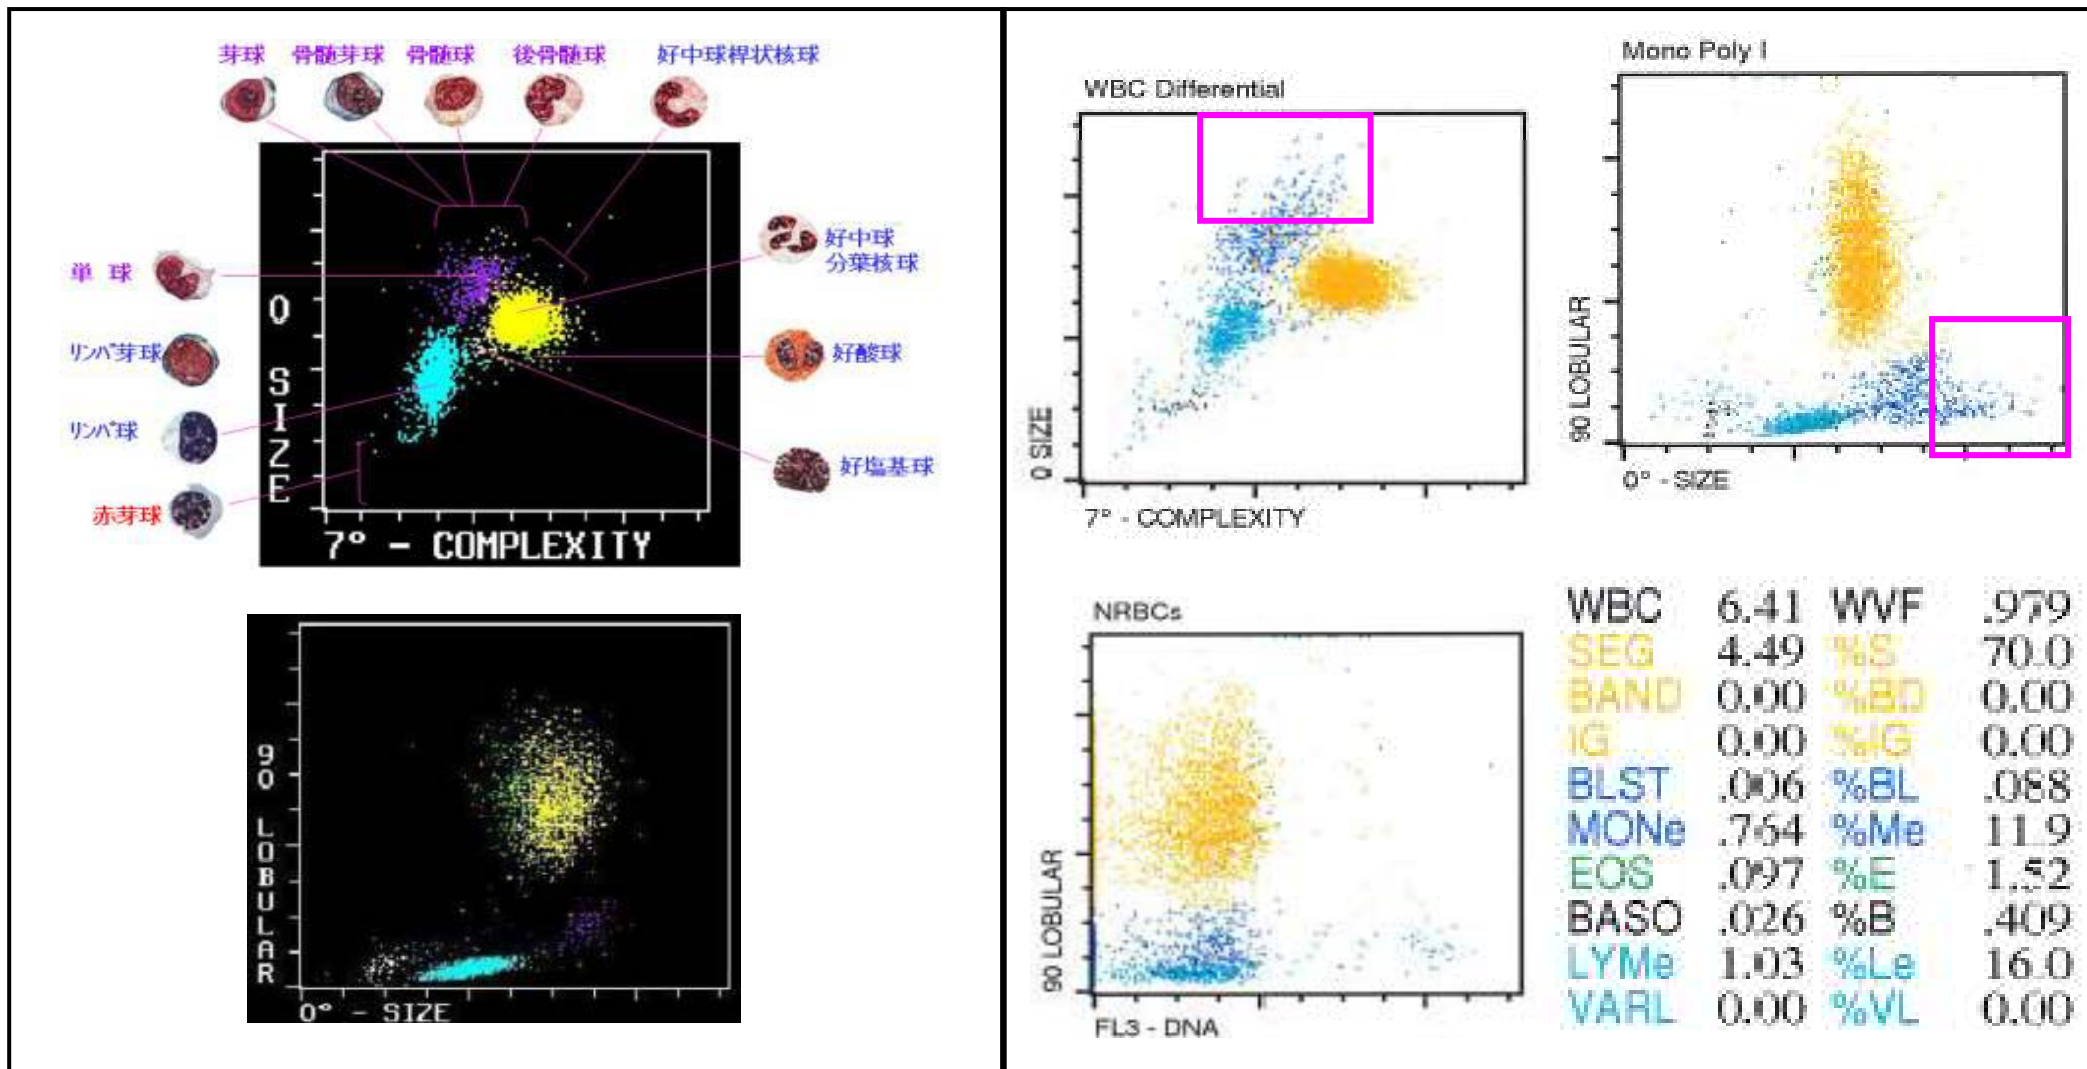 芽球 骨髄芽球 骨髄球 後骨髄球 好中球桿状核球
単 球
リンパ芽球
リンパ球
赤芽球
好中球
分葉核球
好酸球
好塩基球
0 SIZE
7° - COMPLEXITY
90 LOBULAR
0° - SIZE
WBC Differential
0 SIZE
7° - COMPLEXITY
Mono Poly I
90 LOBULAR
0° - SIZE
NRBCs
90 LOBULAR
FL3 - DNA
WBC 6.41 WVF .979
SEG 4.49 %S 70.0
BAND 0.00 %BD 0.00
IG 0.00 %IG 0.00
BLST .006 %BL .088
MONe .764 %Me 11.9
EOS .097 %E 1.52
BASO .026 %B .409
LYMe 1.03 %Le 16.0
VARL 0.00 %VL 0.00